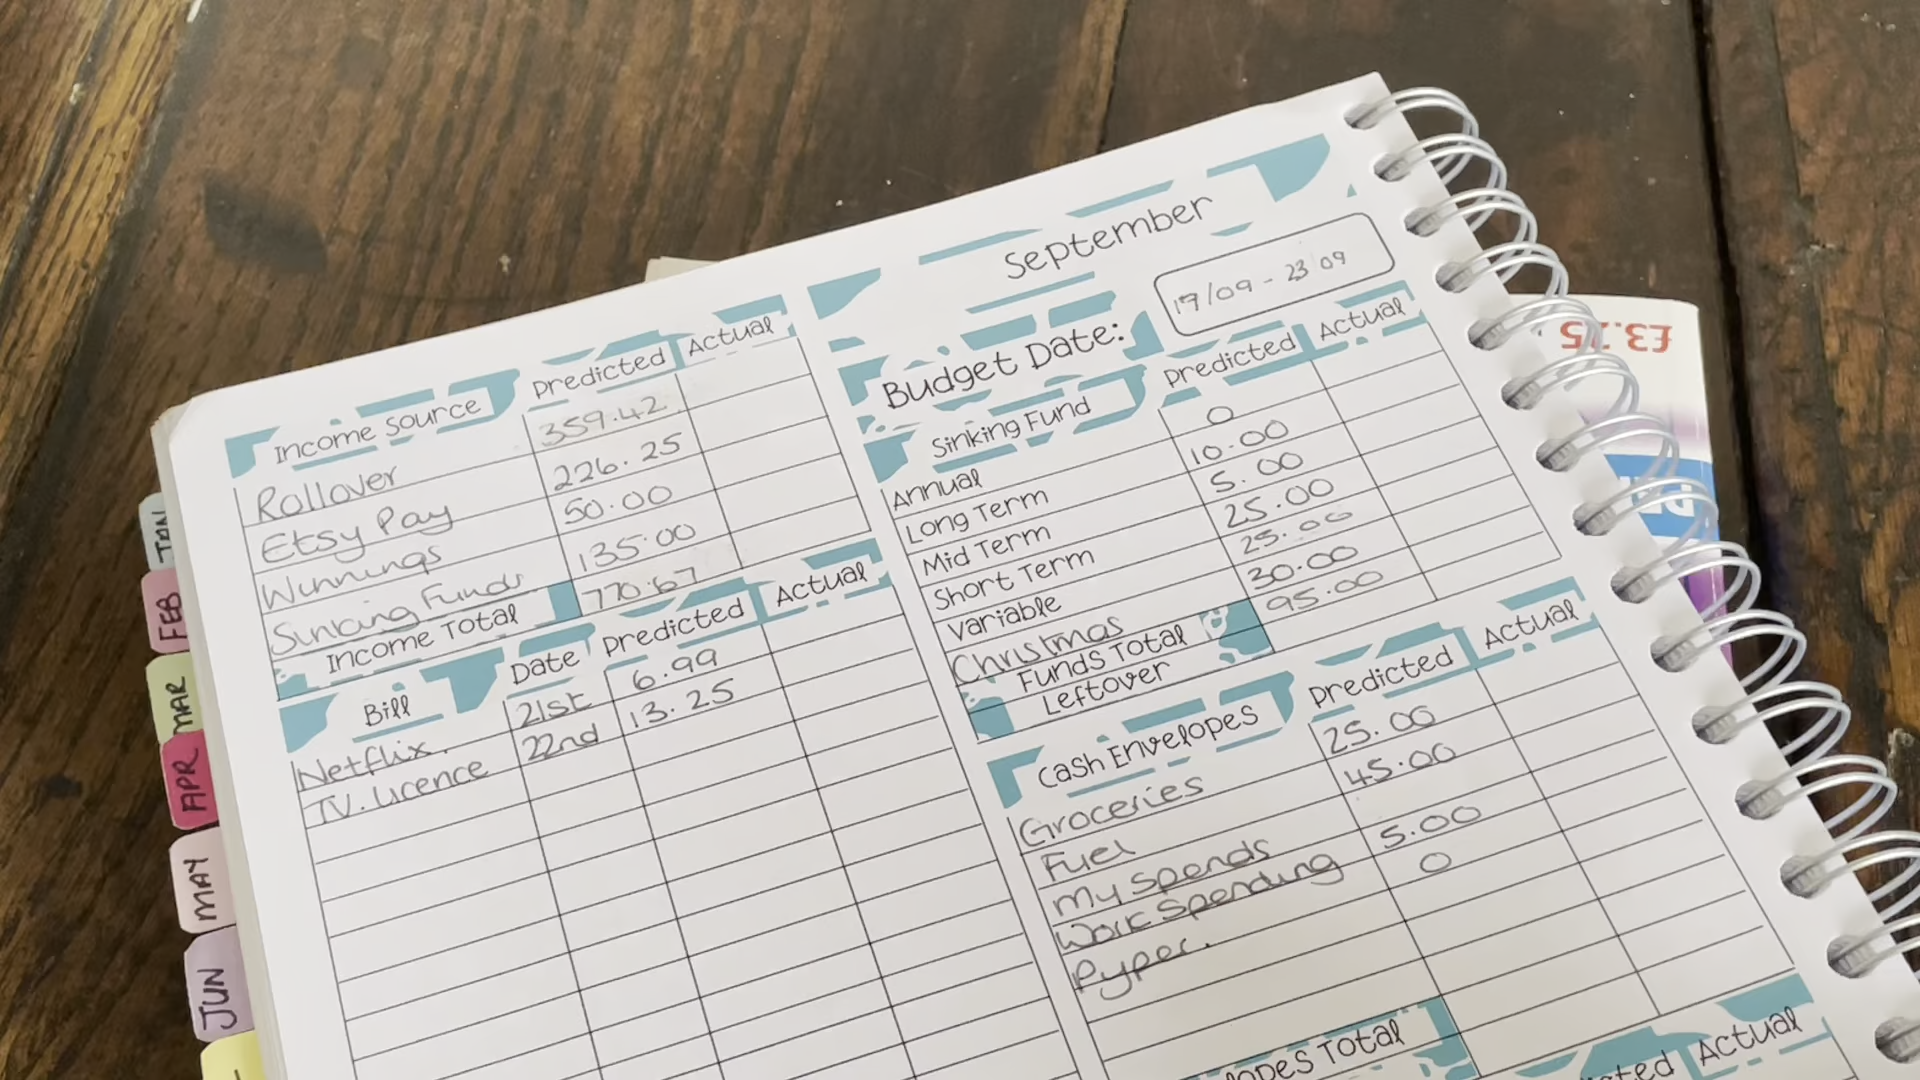 September
Budget Date: 17/09 - 23 09
Income Source Predicted Actual
Rollover 359.42
Etsy Pay 226.25
Winnings 50.00
Sinking Funds 135.00
Income Total 770.67
Bill Date Predicted Actual
Netflix. 21st 6.99
TV. Licence 22nd 13.25
Sinking Fund Predicted Actual
Annual 0
Long Term 10.00
Mid Term 5.00
Short Term 25.00
Variable 25.00
Christmas 30.00
Funds Total 95.00
Leftover
Cash Envelopes Predicted Actual
Groceries 25.00
Fuel 45.00
My Spends
Work Spending 5.00
Pyper. 0
Total
Actual
JAN
FEB
MAR
APR
MAY
JUN